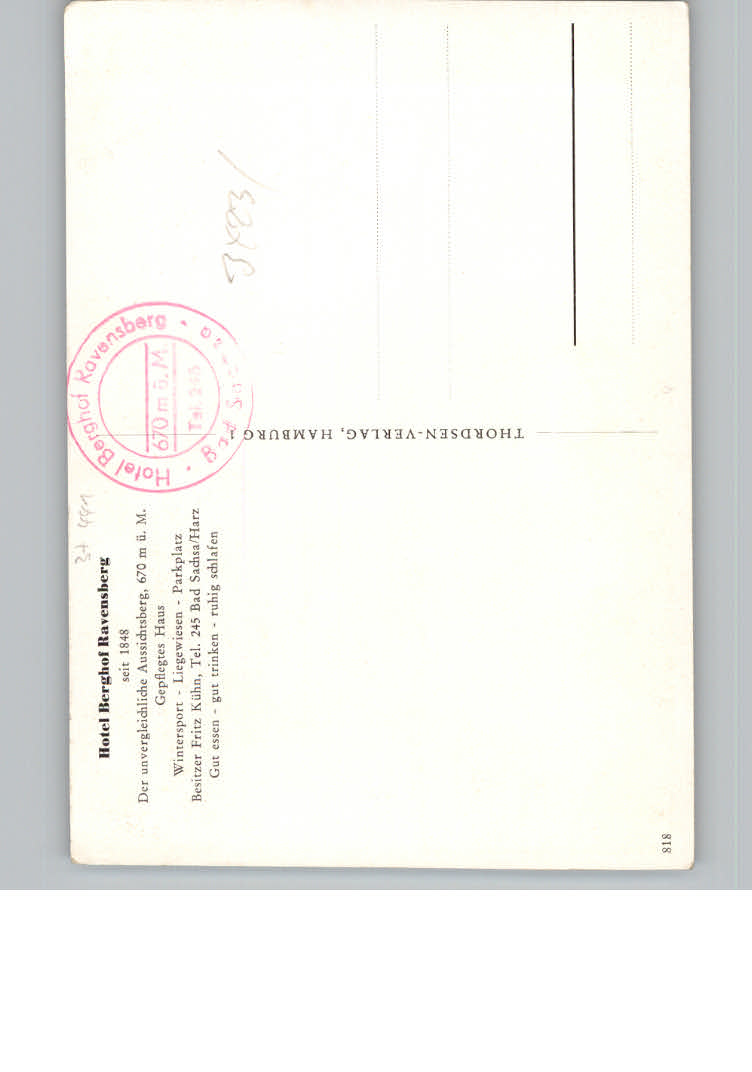 Hotel Berghof Ravensberg
seit 1848
Der unvergleichliche Aussichtsberg, 670 m ü. M.
Gepflegtes Haus
Wintersport - Liegewiesen - Parkplatz
Besitzer Fritz Kühn, Tel. 245 Bad Sachsa/Harz
Gut essen - gut trinken - ruhig schlafen
818
THORDSEN-VERLAG, HAMBURG 1
Hotel Berghof Ravensberg · Bad
670 m ü. M.
Tel. 245